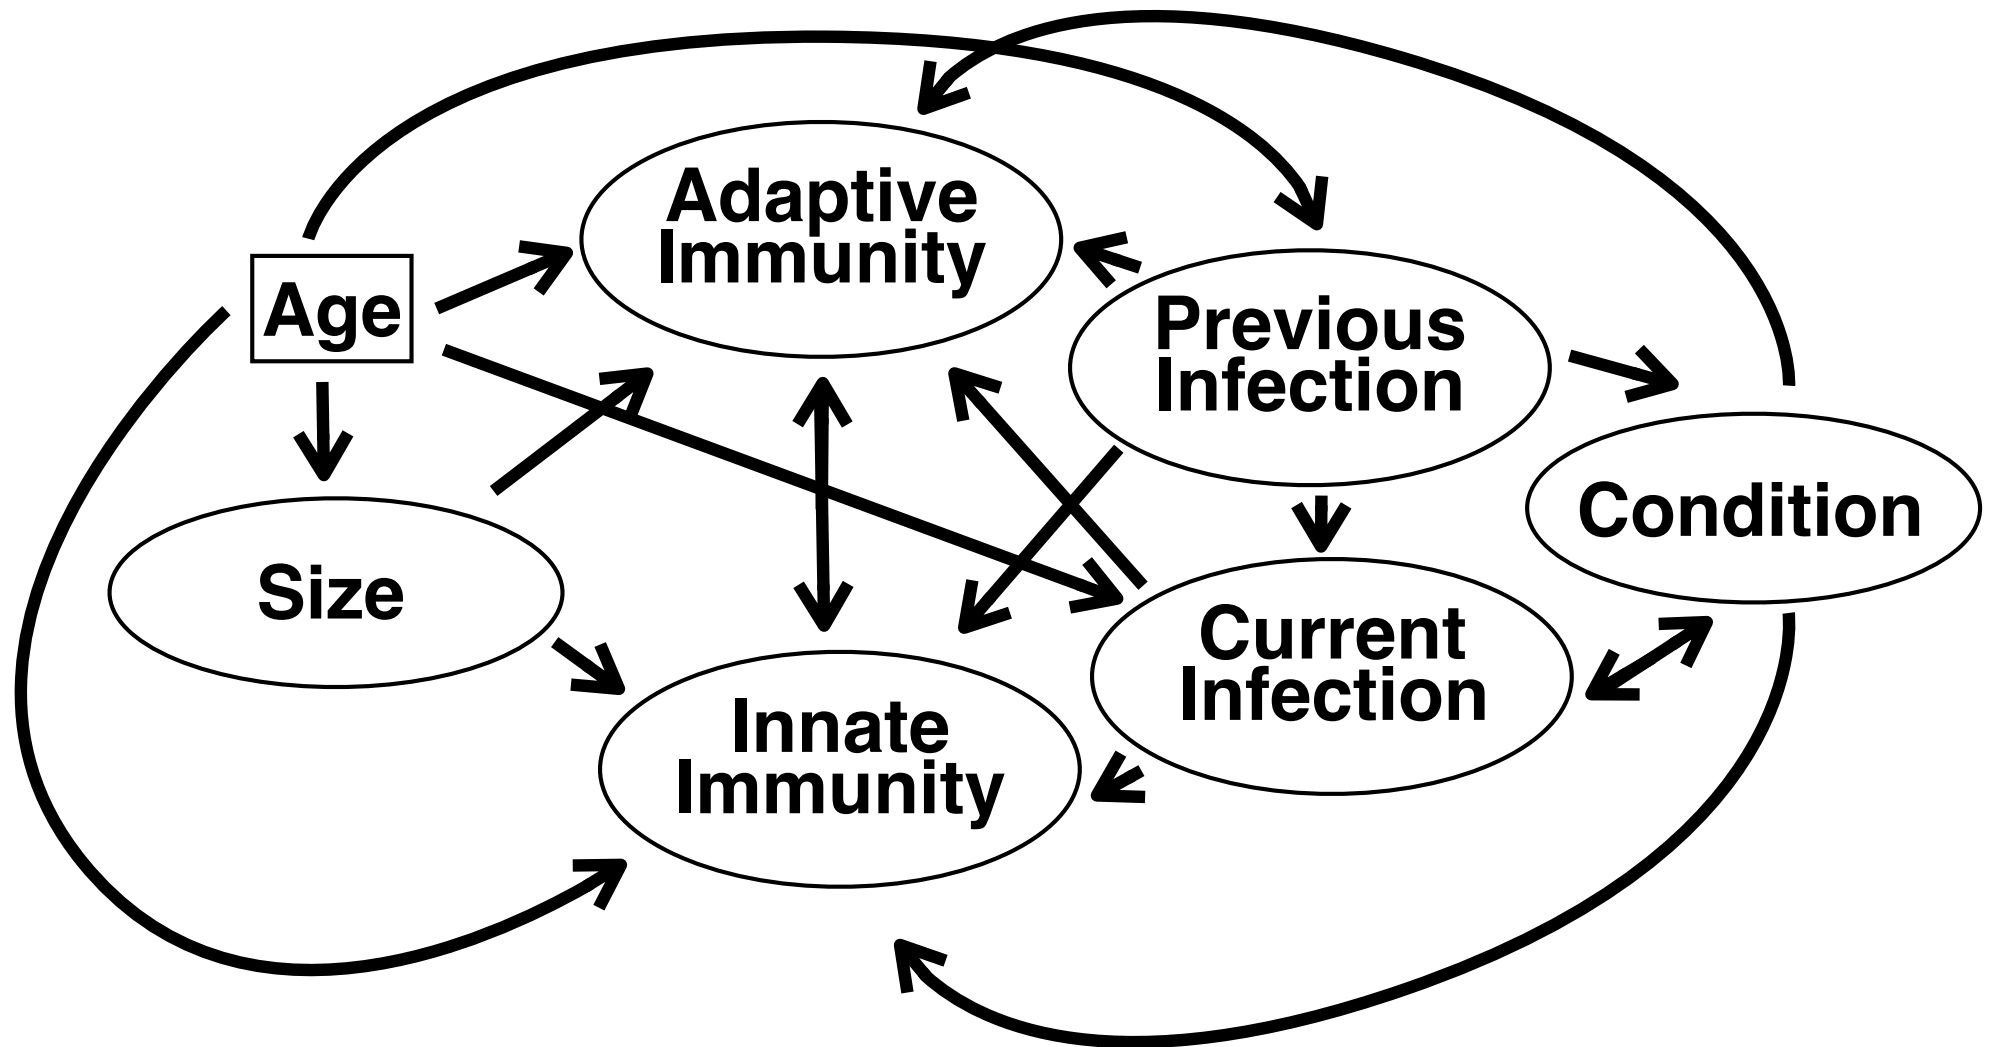 Adaptive
Immunity
Age
Previous
Infection
Condition
Size
Current
Infection
Innate
Immunity